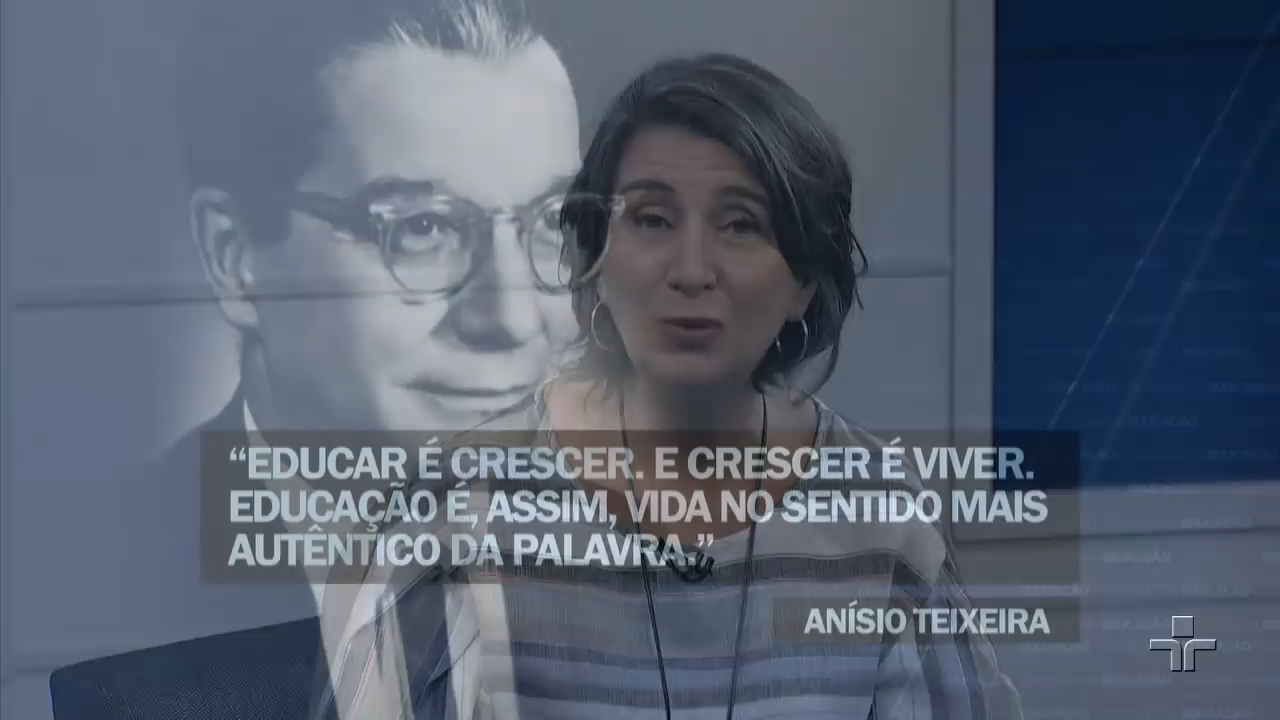 “EDUCAR É CRESCER. E CRESCER É VIVER.
EDUCAÇÃO É, ASSIM, VIDA NO SENTIDO MAIS
AUTÊNTICO DA PALAVRA.”
ANÍSIO TEIXEIRA